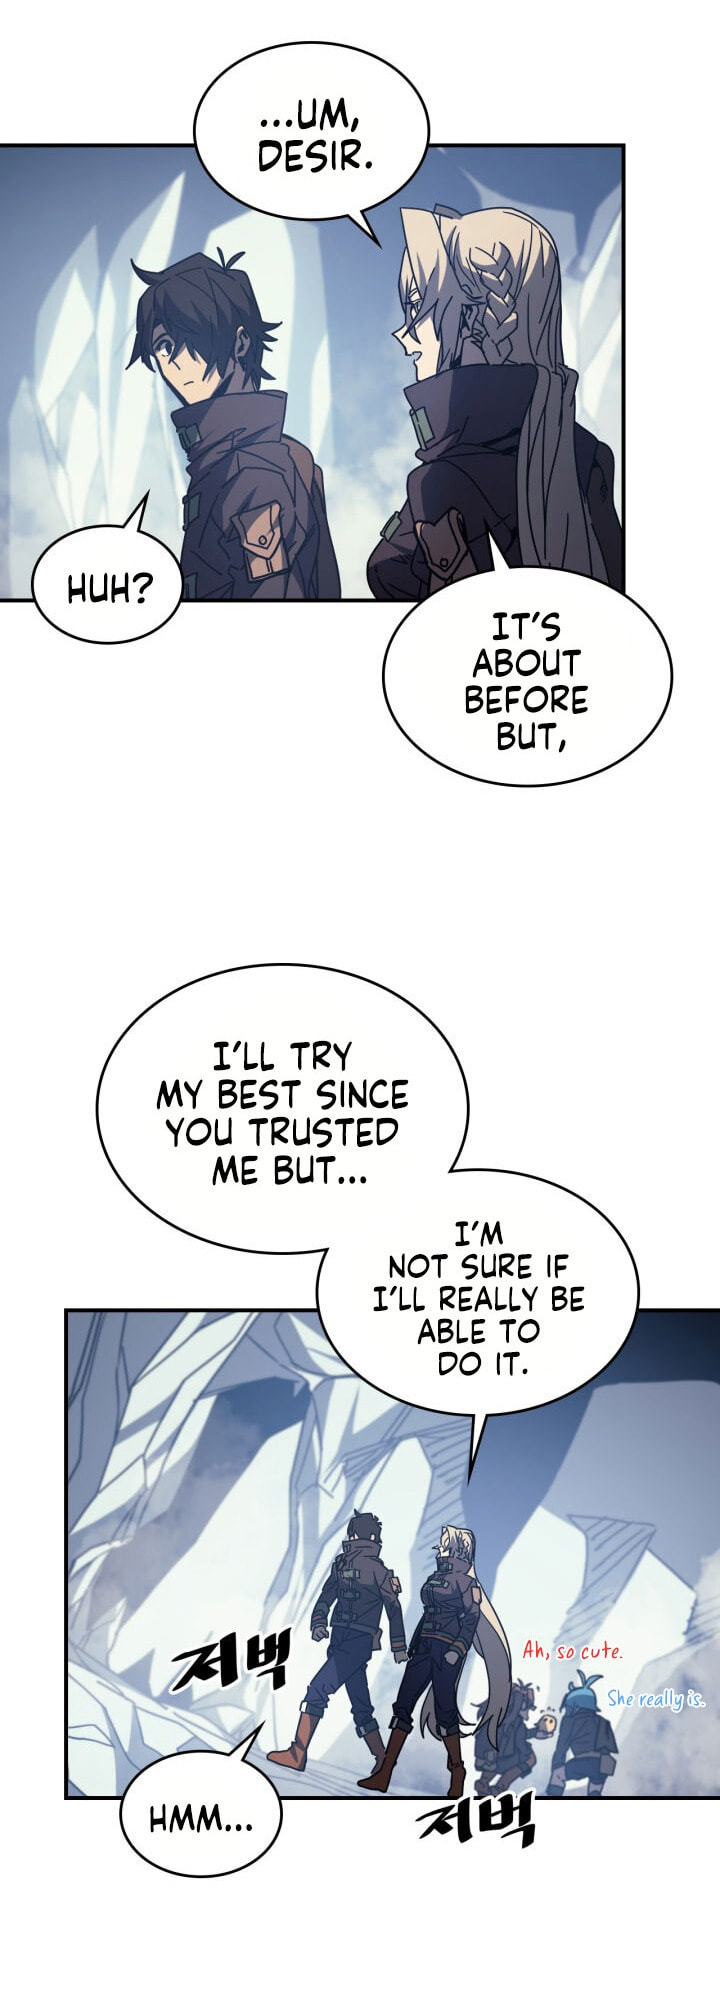 ...UM,
DESIR.
HUH?
IT'S
ABOUT
BEFORE
BUT,
I'LL TRY
MY BEST SINCE
YOU TRUSTED
ME BUT...
I'M
NOT SURE IF
I'LL REALLY BE
ABLE TO
DO IT.
저벅
Ah, so cute.
She really is.
HMM...
저벅